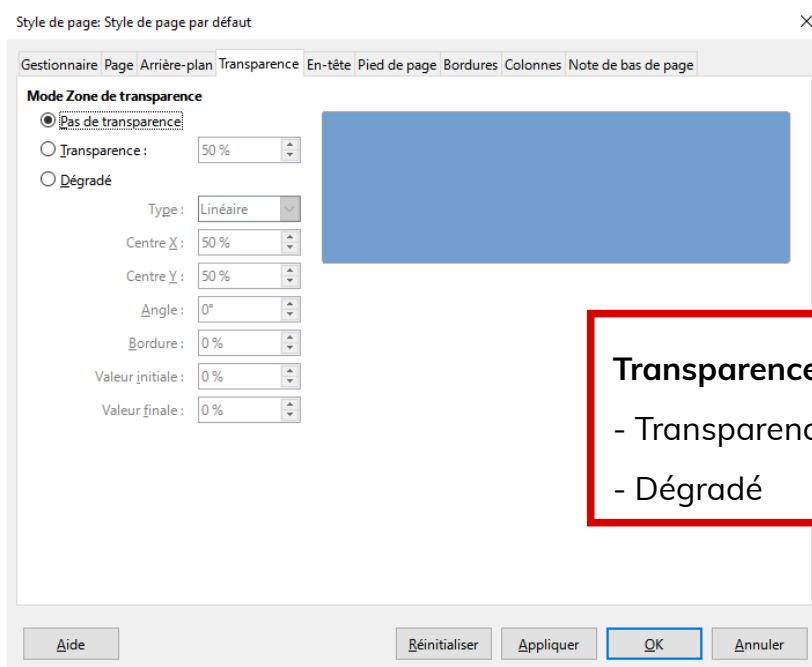 Style de page: Style de page par défaut
Gestionnaire Page Arrière-plan Transparence En-tête Pied de page Bordures Colonnes Note de bas de page
Mode Zone de transparence
Pas de transparence
Transparence : 50 %
Dégradé
Type : Linéaire
Centre X : 50 %
Centre Y : 50 %
Angle : 0°
Bordure : 0 %
Valeur initiale : 0 %
Valeur finale : 0 %
Transparence
- Transparenc
- Dégradé
Aide Réinitialiser Appliquer OK Annuler